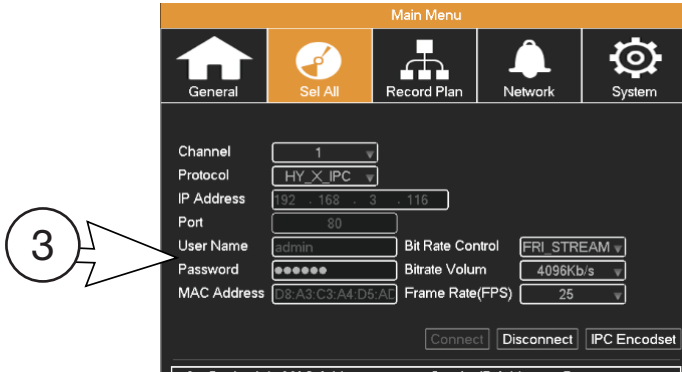 Main Menu
General Sel All Record Plan Network System
Channel 1
Protocol HY_X_IPC
IP Address 192 . 168 . 3 . 116
Port 80
User Name admin Bit Rate Control FRI_STREAM
3
Password ●●●●●● Bitrate Volum 4096Kb/s
MAC Address D8:A3:C3:A4:D5:AD Frame Rate(FPS) 25
Connect Disconnect IPC Encodset